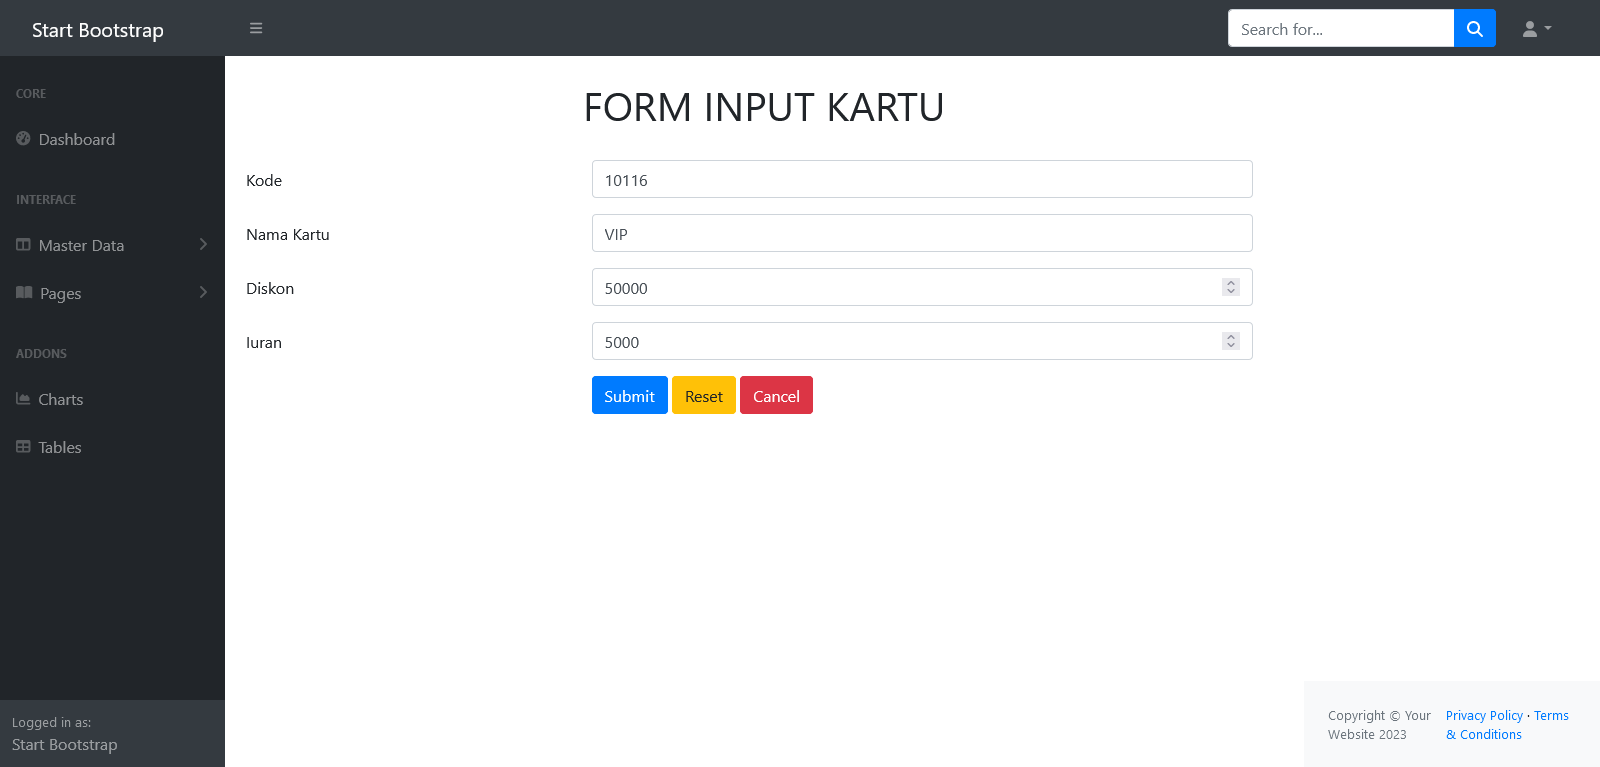 Start Bootstrap
Search for...
CORE
Dashboard
INTERFACE
Master Data
Pages
ADDONS
Charts
Tables
Logged in as:
Start Bootstrap
FORM INPUT KARTU
Kode
10116
Nama Kartu
VIP
Diskon
50000
Iuran
5000
Submit
Reset
Cancel
Copyright © Your
Website 2023
Privacy Policy · Terms
& Conditions